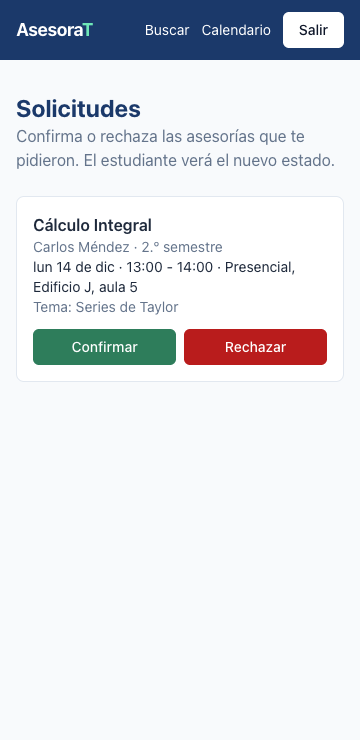 AsesoraT
Buscar
Calendario
Salir
Solicitudes
Confirma o rechaza las asesorías que te
pidieron. El estudiante verá el nuevo estado.
Cálculo Integral
Carlos Méndez · 2.° semestre
lun 14 de dic · 13:00 - 14:00 · Presencial,
Edificio J, aula 5
Tema: Series de Taylor
Confirmar
Rechazar